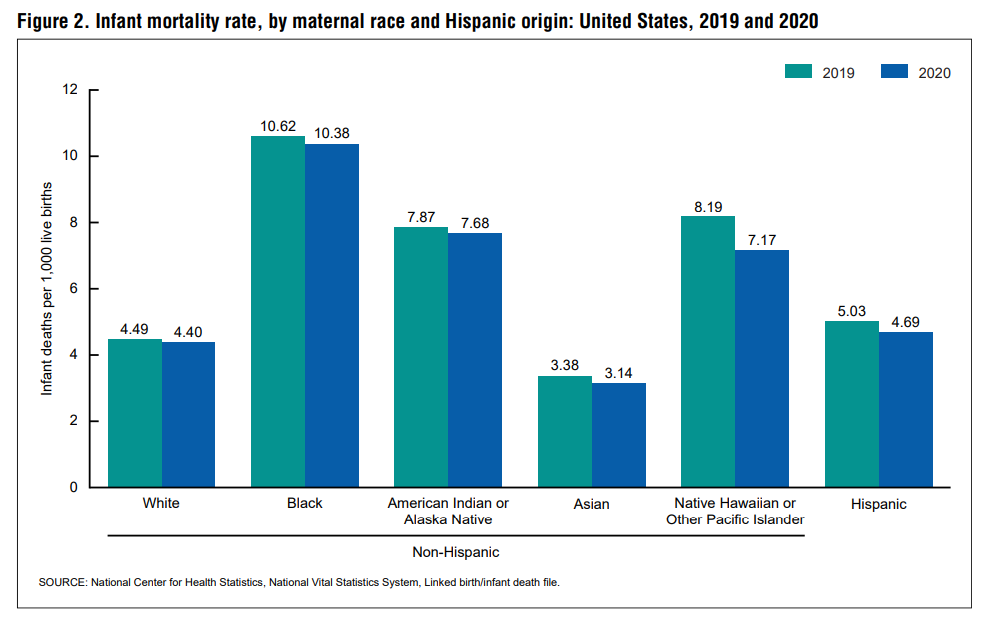 Figure 2. Infant mortality rate, by maternal race and Hispanic origin: United States, 2019 and 2020
2019 2020
Infant deaths per 1,000 live births
12
10
8
6
4
2
0
4.49 4.40
10.62 10.38
7.87 7.68
3.38 3.14
8.19 7.17
5.03 4.69
White
Black
American Indian or
Alaska Native
Asian
Native Hawaiian or
Other Pacific Islander
Hispanic
Non-Hispanic
SOURCE: National Center for Health Statistics, National Vital Statistics System, Linked birth/infant death file.